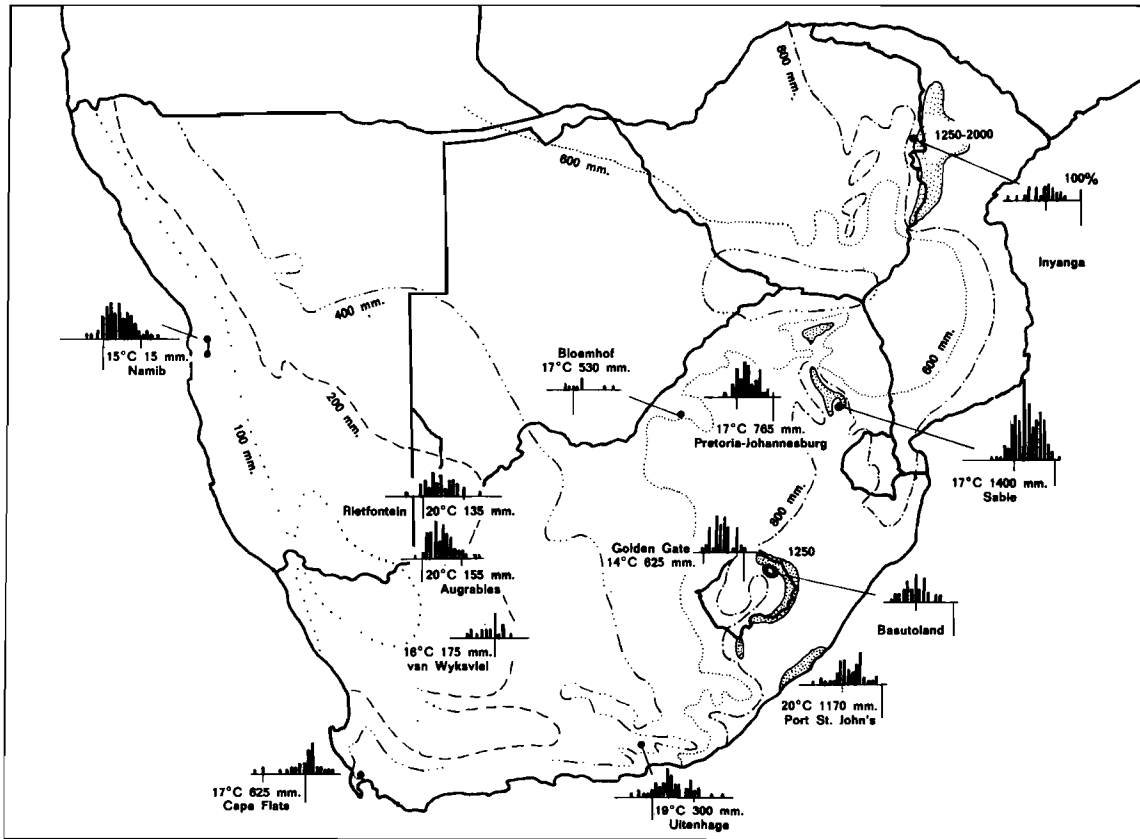 800 mm.
1250-2000
100%
600 mm.
Inyanga
400 mm.
600 mm.
15°C 15 mm.
Namib
Bloemhof
17°C 530 mm.
200 mm.
17°C 765 mm.
Pretoria-Johannesburg
100 mm.
17°C 1400 mm.
Sabie
Rietfontein
20°C 135 mm.
800 mm.
Golden Gate
14°C 625 mm.
1250
20°C 155 mm.
Augrabies
Basutoland
16°C 175 mm.
van Wyksvlei
20°C 1170 mm.
Port St. John's
17°C 625 mm.
Cape Flats
19°C 300 mm.
Uitenhage